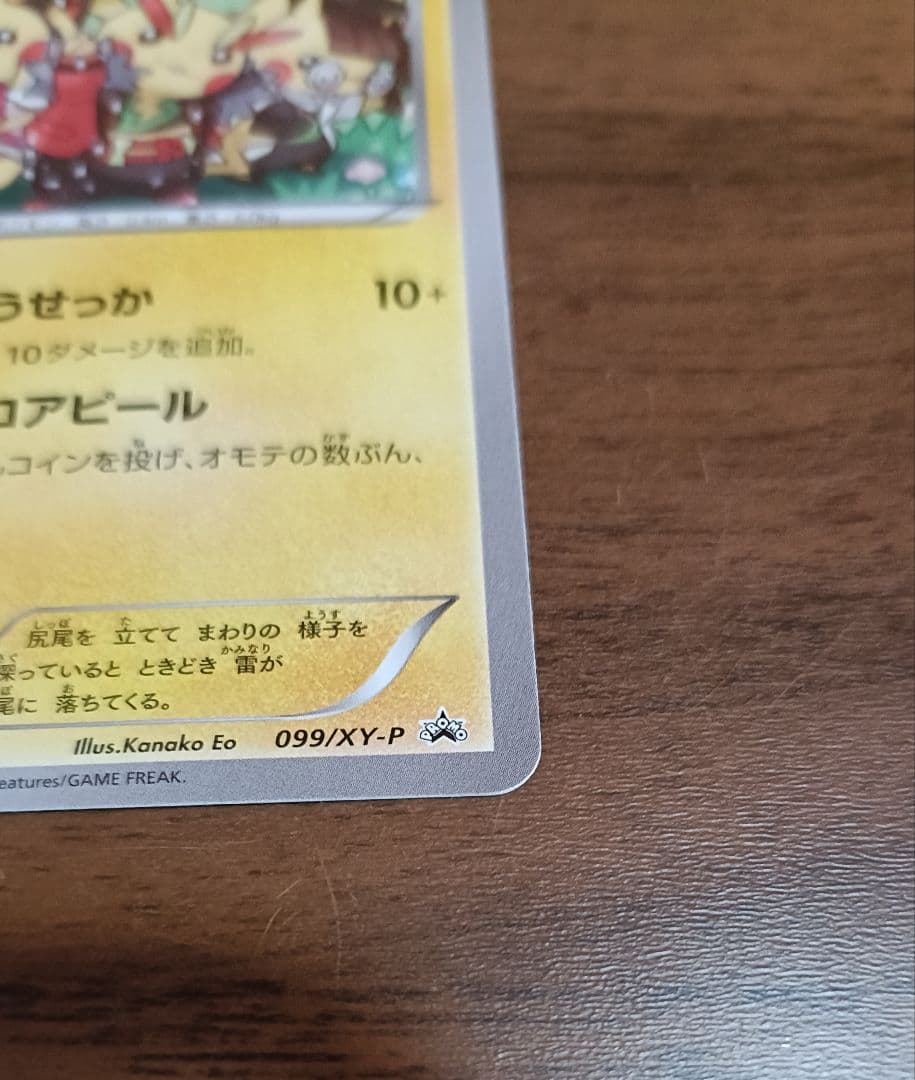 うせっか 10+
10ダメージを追加。
コアピール
コインを投げ、オモテの数ぶん、
尻尾を 立てて まわりの 様子を
探っていると ときどき 雷が
尾に 落ちてくる。
Illus.Kanako Eo 099/XY-P PROMO
eatures/GAME FREAK.